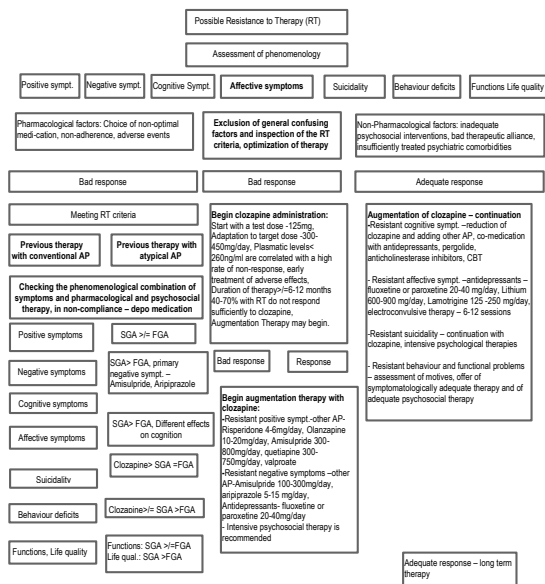 Possible Resistance to Therapy (RT)
Assessment of phenomenology
Positive sympt.
Negative sympt.
Cognitive Sympt.
Affective symptoms
Suicidality
Behaviour deficits
Functions Life quality
Pharmacological factors: Choice of non-optimal
medi-cation, non-adherence, adverse events
Exclusion of general confusing
factors and inspection of the RT
criteria, optimization of therapy
Non-Pharmacological factors: inadequate
psychosocial interventions, bad therapeutic alliance,
insufficiently treated psychiatric comorbidities
Bad response
Bad response
Adequate response
Meeting RT criteria
Previous therapy
with conventional AP
Previous therapy with
atypical AP
Checking the phenomenological combination of
symptoms and pharmacological and psychosocial
therapy, in non-compliance – depo medication
Positive symptoms
SGA >/= FGA
Negative symptoms
SGA> FGA, primary
negative sympt. –
Amisulpride, Aripiprazole
Cognitive symptoms
Affective symptoms
SGA> FGA, Different effects
on cognition
Suicidality
Clozapine> SGA =FGA
Behaviour deficits
Clozapine>/= SGA >FGA
Functions, Life quality
Functions: SGA >/=FGA
Life qual.: SGA >FGA
Begin clozapine administration:
Start with a test dose -125mg,
Adaptation to target dose -300-
450mg/day, Plasmatic levels<
260ng/ml are correlated with a high
rate of non-response, early
treatment of adverse effects,
Duration of therapy>/=6-12 months
40-70% with RT do not respond
sufficiently to clozapine,
Augmentation Therapy may begin.
Bad response
Response
Begin augmentation therapy with
clozapine:
-Resistant positive sympt.-other AP-
Risperidone 4-6mg/day, Olanzapine
10-20mg/day, Amisulpride 300-
800mg/day, quetiapine 300-
750mg/day, valproate
-Resistant negative symptoms –other
AP-Amisulpride 100-300mg/day,
aripiprazole 5-15 mg/day,
Antidepressants- fluoxetine or
paroxetine 20-40mg/day
- Intensive psychosocial therapy is
recommended
Augmentation of clozapine – continuation
-Resistant cognitive sympt. –reduction of
clozapine and adding other AP, co-medication
with antidepressants, pergolide,
anticholinesterase inhibitors, CBT
- Resistant affective sympt. –antidepressants –
fluoxetine or paroxetine 20-40 mg/day, Lithium
600-900 mg/day, Lamotrigine 125 -250 mg/day,
electroconvulsive therapy – 6-12 sessions
-Resistant suicidality – continuation with
clozapine, intensive psychological therapies
- Resistant behaviour and functional problems
– assessment of motives, offer of
symptomatologically adequate therapy and of
adequate psychosocial therapy
Adequate response – long term
therapy